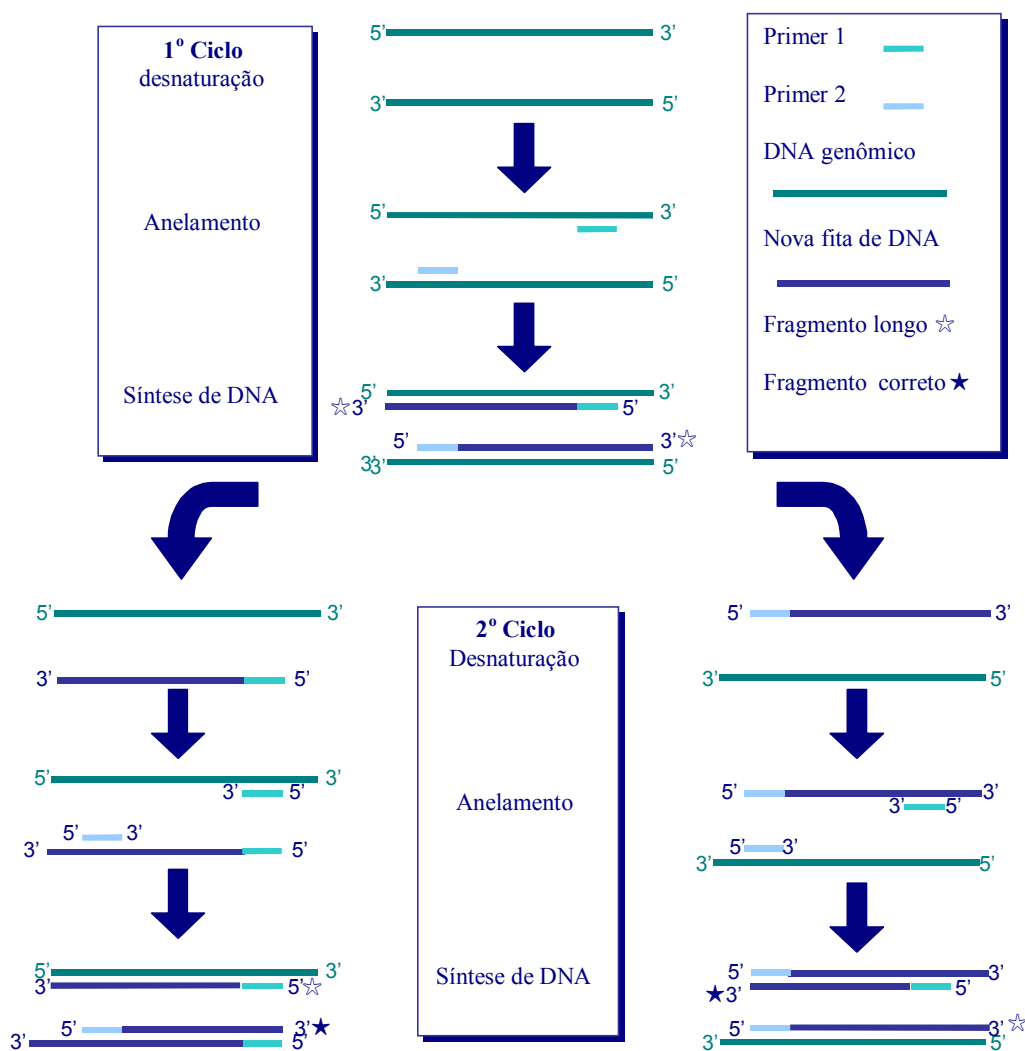 1º Ciclo
desnaturação
Anelamento
Síntese de DNA
5’ 3’
3’ 5’
5’ 3’
3’ 5’
5’ 3’
☆3’ 5’
5’ 3’☆
3’3’ 5’
Primer 1
Primer 2
DNA genômico
Nova fita de DNA
Fragmento longo ☆
Fragmento correto ★
5’ 3’
3’ 5’
5’ 3’
3’ 5’
5’ 3’
3’ 5’
5’ 3’
3’ 5’☆
5’ 3’★
3’ 5’
2º Ciclo
Desnaturação
Anelamento
Síntese de DNA
5’ 3’
3’ 5’
5’ 3’
3’ 5’
5’ 3’
3’ 5’
5’ 3’
★3’ 5’
5’ 3’☆
3’ 5’